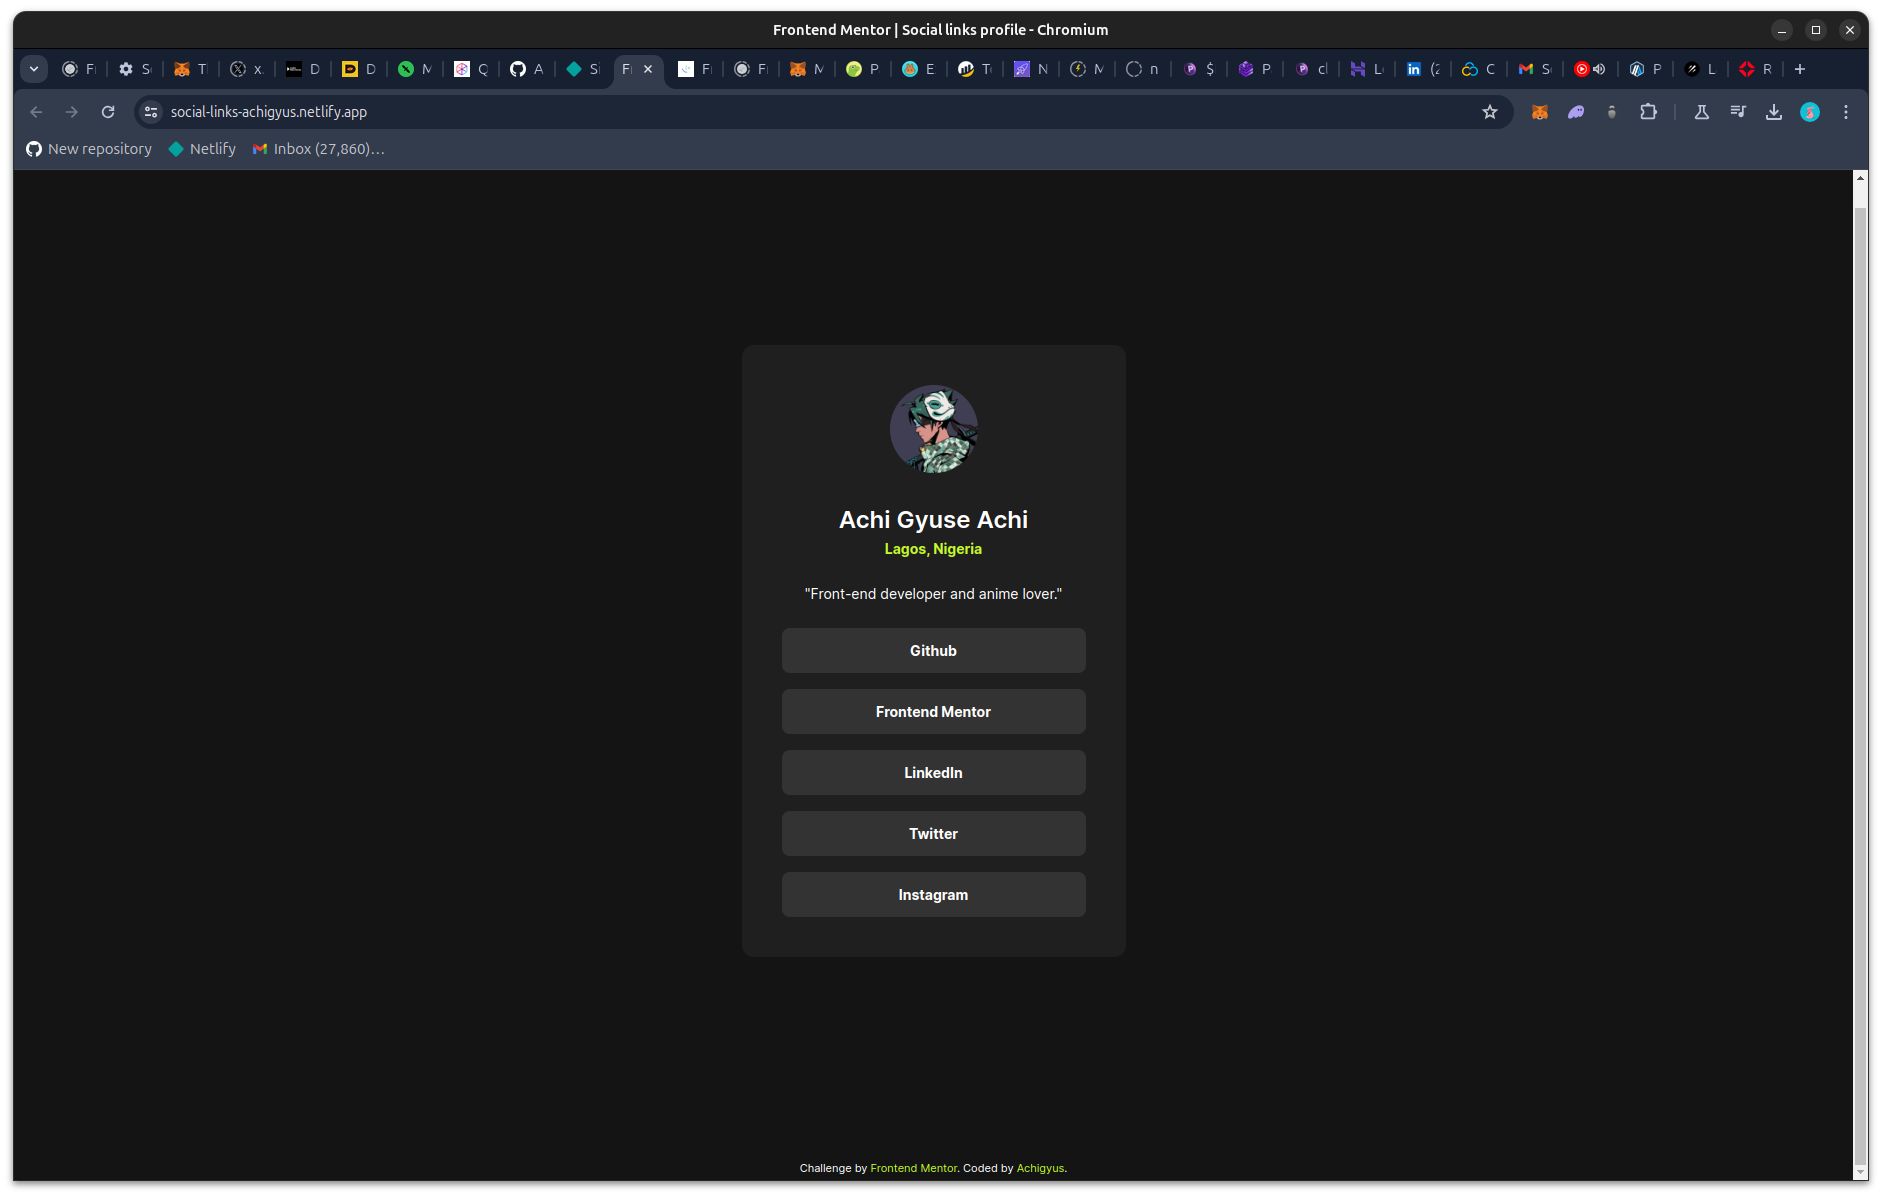 Frontend Mentor | Social links profile - Chromium
social-links-achigyus.netlify.app
New repository Netlify Inbox (27,860)...
Achi Gyuse Achi
Lagos, Nigeria
"Front-end developer and anime lover."
Github
Frontend Mentor
LinkedIn
Twitter
Instagram
Challenge by Frontend Mentor. Coded by Achigyus.